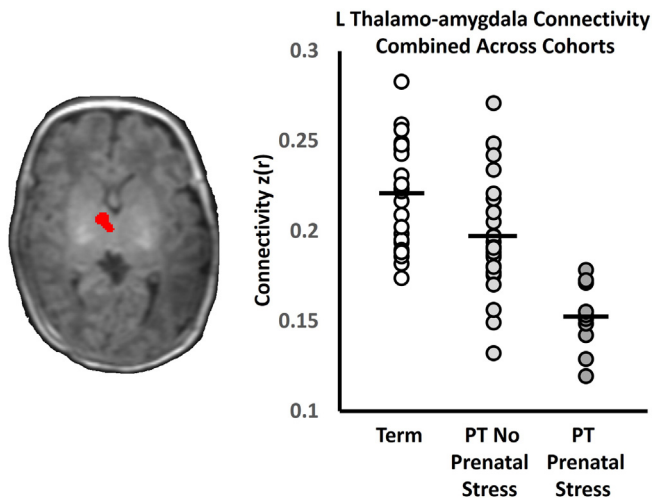 L Thalamo-amygdala Connectivity
Combined Across Cohorts
Connectivity z(r)
0.3
0.25
0.2
0.15
0.1
Term
PT No
Prenatal
Stress
PT
Prenatal
Stress